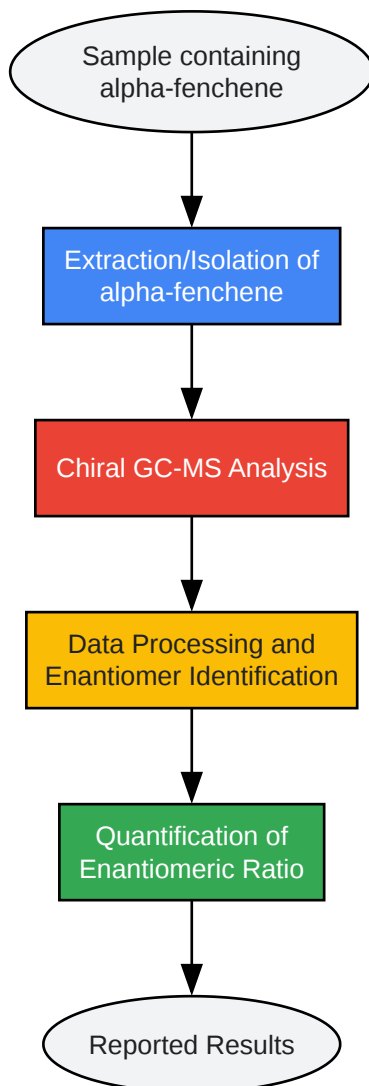 Sample containing
alpha-fenchene
Extraction/Isolation of
alpha-fenchene
Chiral GC-MS Analysis
Data Processing and
Enantiomer Identification
Quantification of
Enantiomeric Ratio
Reported Results